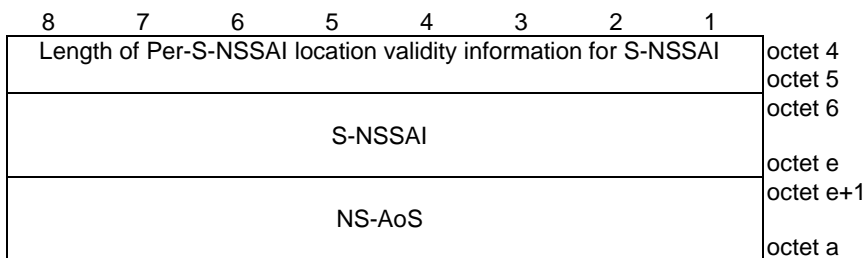 8 7 6 5 4 3 2 1
Length of Per-S-NSSAI location validity information for S-NSSAI octet 4
octet 5
octet 6
S-NSSAI
octet e
octet e+1
NS-AoS
octet a